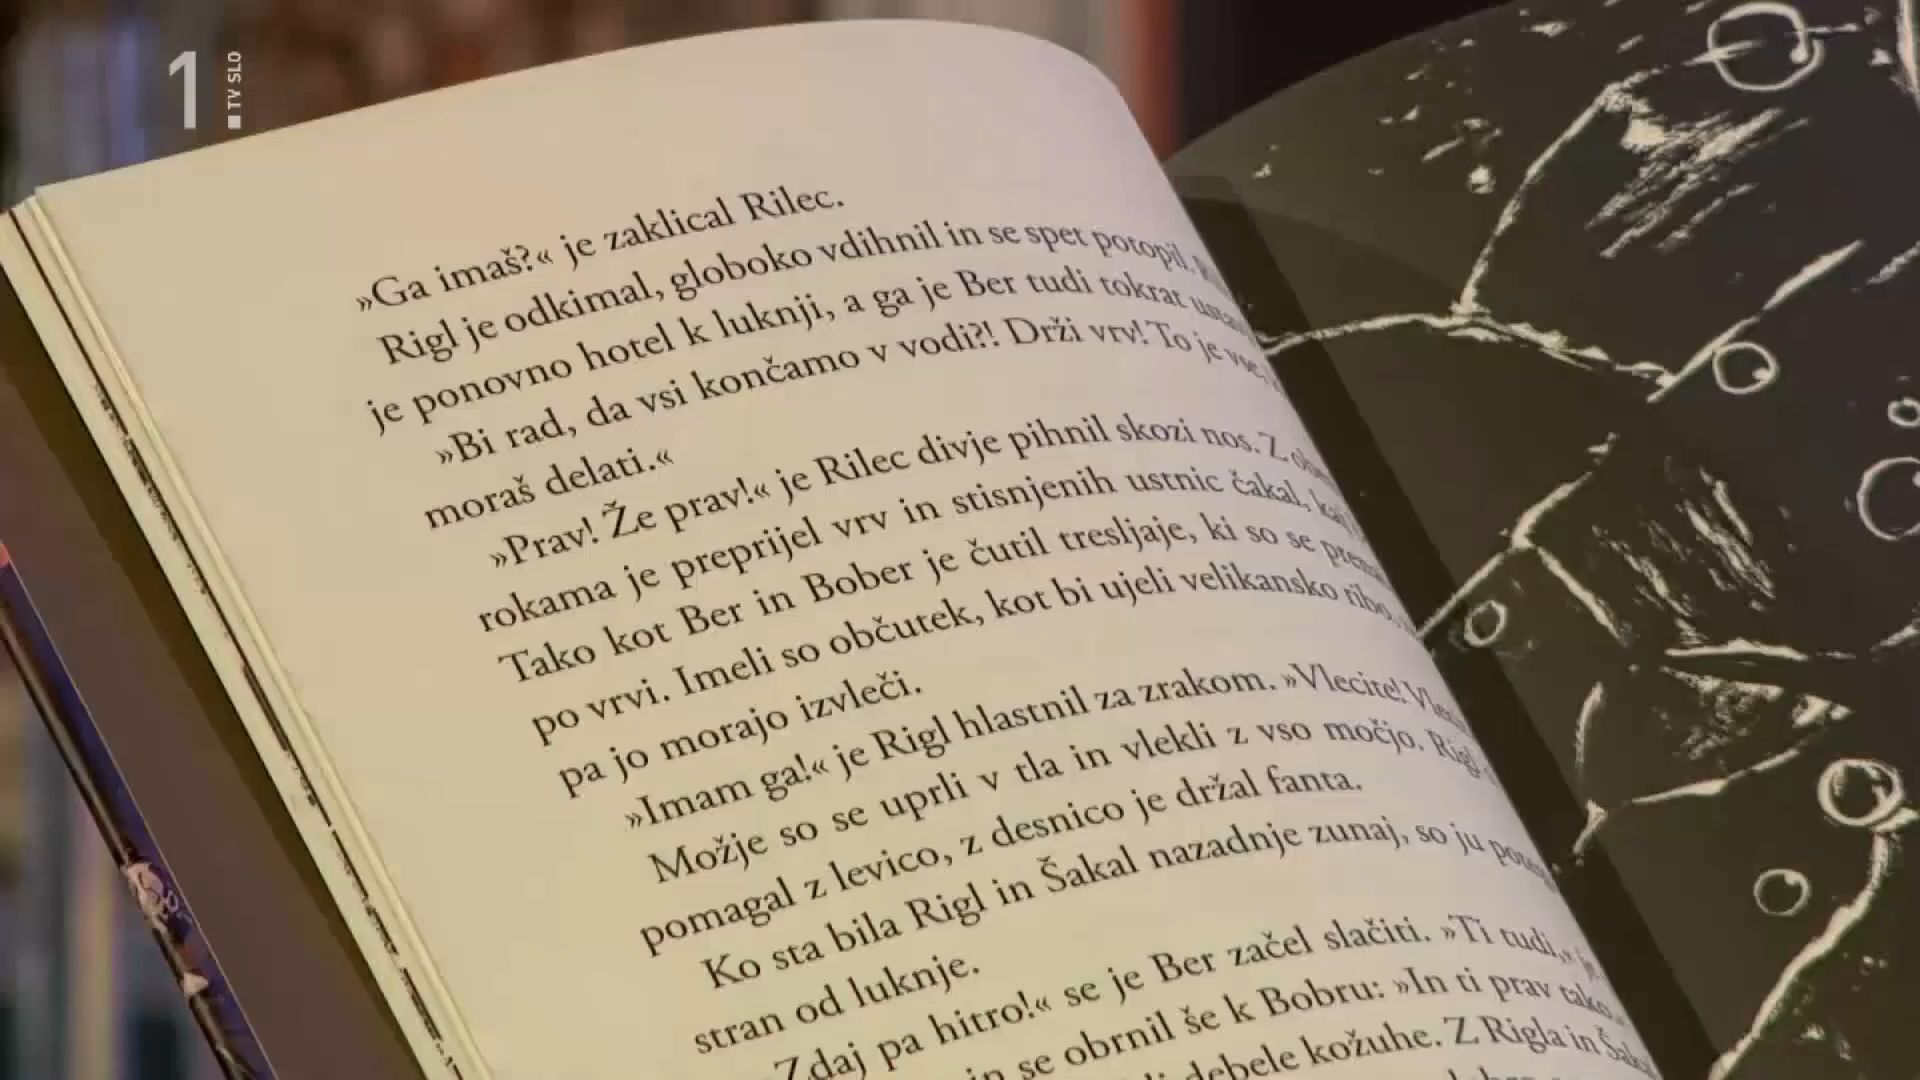 1 TV SLO
»Ga imaš?« je zaklical Rilec.
Rigl je odkimal, globoko vdihnil in se spet potopil.
je ponovno hotel k luknji, a ga je Ber tudi tokrat
»Bi rad, da vsi končamo v vodi?! Drži vrv! To je vse,
moraš delati.«
»Prav! Že prav!« je Rilec divje pihnil skozi nos. Z
rokama je preprijel vrv in stisnjenih ustnic čakal, kaj
Tako kot Ber in Bober je čutil tresljaje, ki so se
po vrvi. Imeli so občutek, kot bi ujeli velikansko ribo,
pa jo morajo izvleči.
»Imam ga!« je Rigl hlastnil za zrakom. »Vlecite!
Možje so se uprli v tla in vlekli z vso močjo. Rigl
pomagal z levico, z desnico je držal fanta.
Ko sta bila Rigl in Šakal nazadnje zunaj, so ju
stran od luknje.
Zdaj pa hitro!« se je Ber začel slačiti. »Ti tudi,«
in se obrnil še k Bobru: »In ti prav tako.
debele kožuhe. Z Rigla in